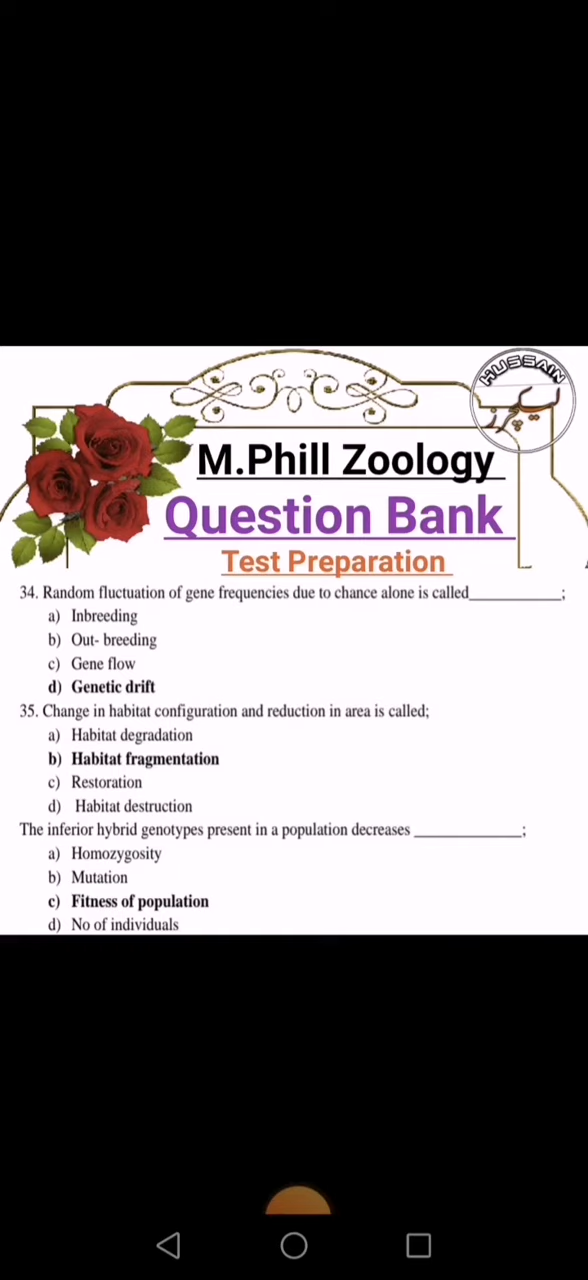 HUSSAIN
لیکچرز
M.Phill Zoology
Question Bank
Test Preparation
34. Random fluctuation of gene frequencies due to chance alone is called____________;
a) Inbreeding
b) Out- breeding
c) Gene flow
d) Genetic drift
35. Change in habitat configuration and reduction in area is called;
a) Habitat degradation
b) Habitat fragmentation
c) Restoration
d) Habitat destruction
The inferior hybrid genotypes present in a population decreases ______________;
a) Homozygosity
b) Mutation
c) Fitness of population
d) No of individuals